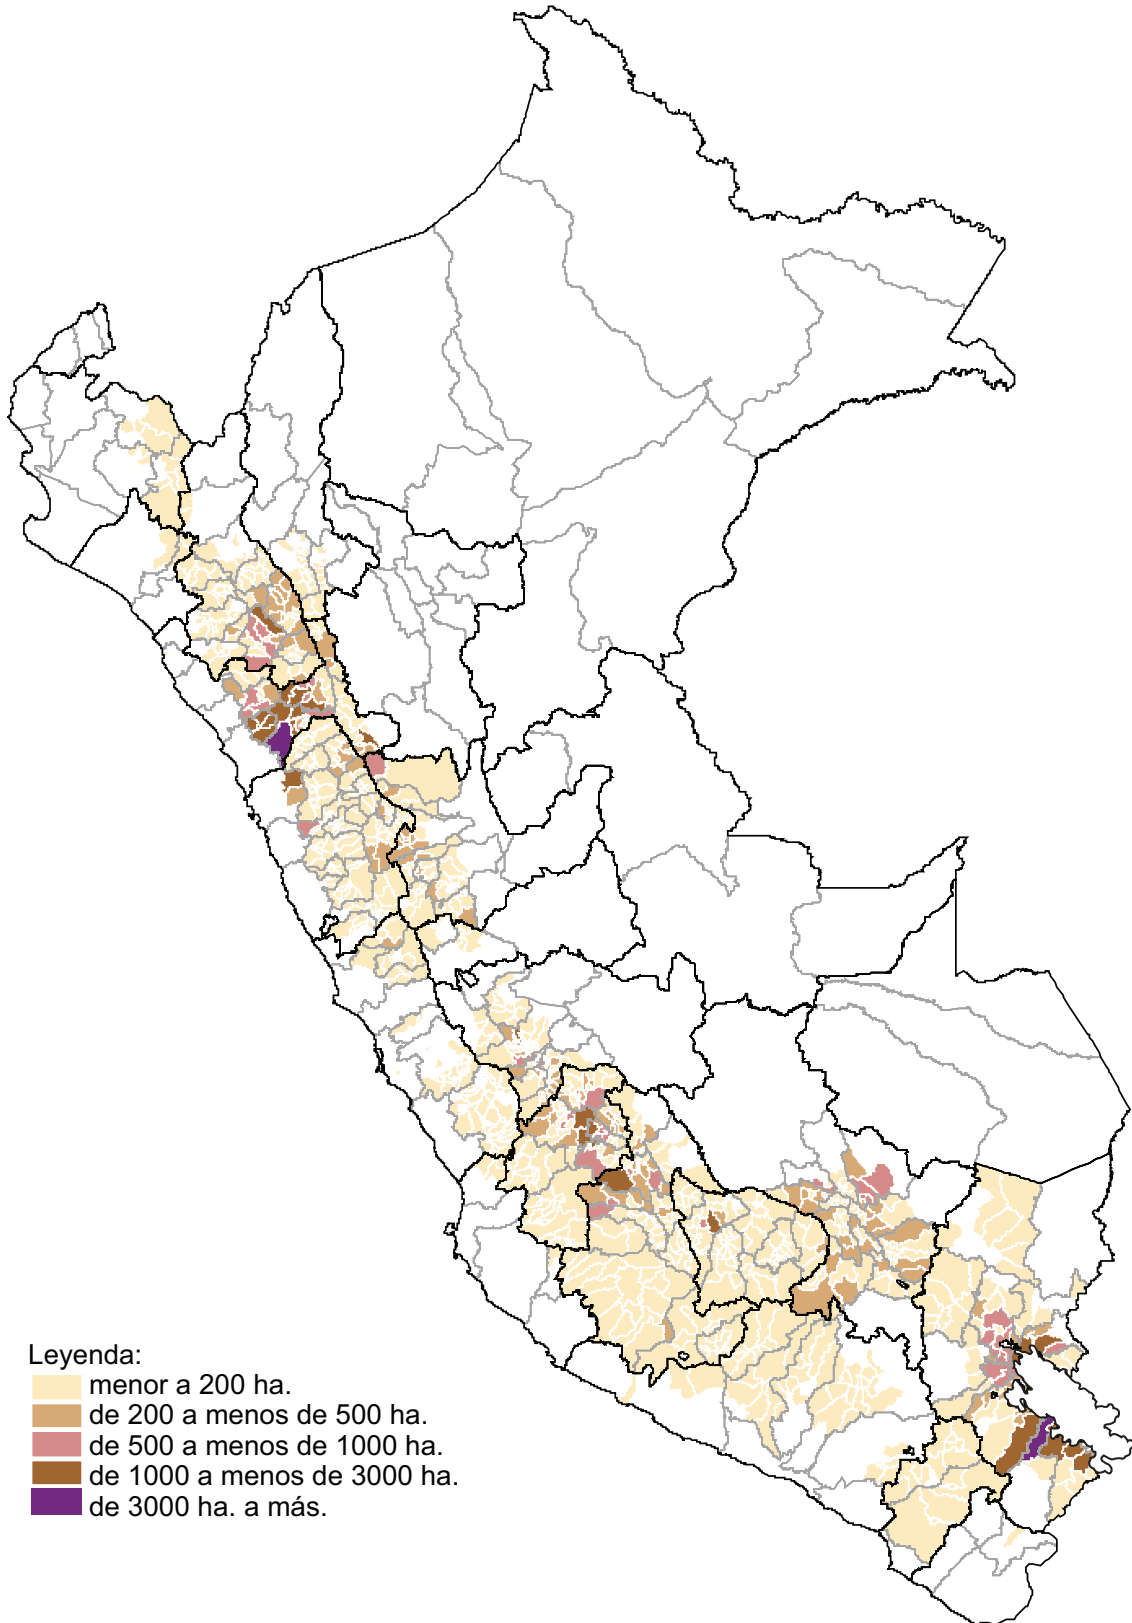 Leyenda:
menor a 200 ha.
de 200 a menos de 500 ha.
de 500 a menos de 1000 ha.
de 1000 a menos de 3000 ha.
de 3000 ha. a más.